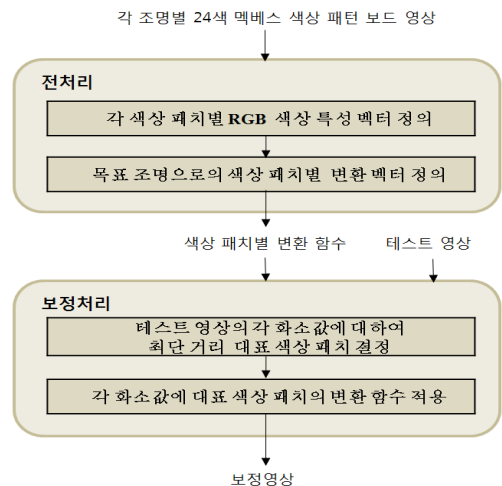 각 조명별 24색 멕베스 색상 패턴 보드 영상
전처리
각 색상 패치별 RGB 색상 특성 벡터 정의
목표 조명으로의 색상 패치별 변환 벡터 정의
색상 패치별 변환 함수
테스트 영상
보정처리
테스트 영상의 각 화소값에 대하여
최단 거리 대표 색상 패치 결정
각 화소값에 대표 색상 패치의 변환 함수 적용
보정영상